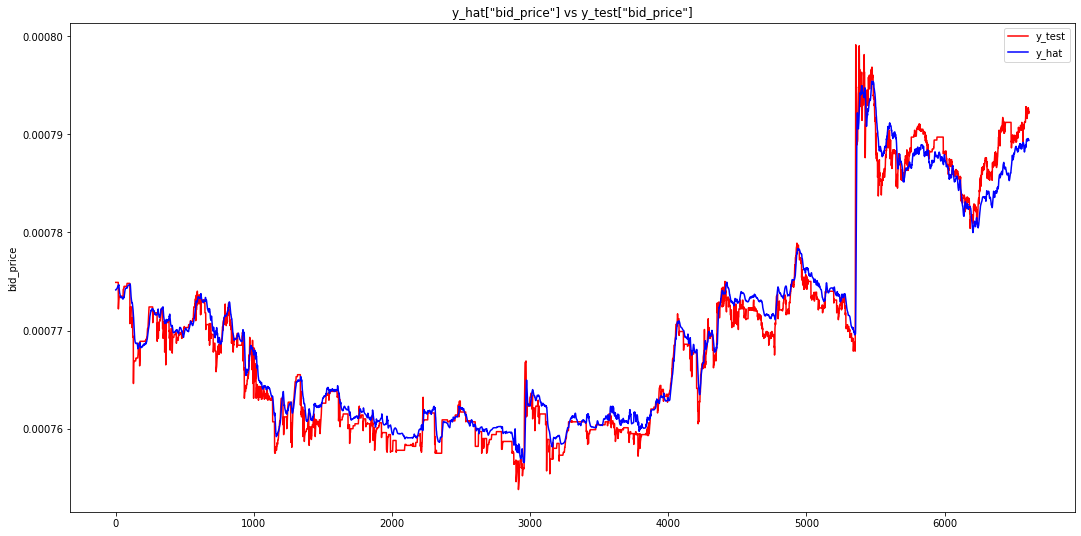 y_hat["bid_price"] vs y_test["bid_price"]
y_test
y_hat
bid_price
0.00080
0.00079
0.00078
0.00077
0.00076
0 1000 2000 3000 4000 5000 6000